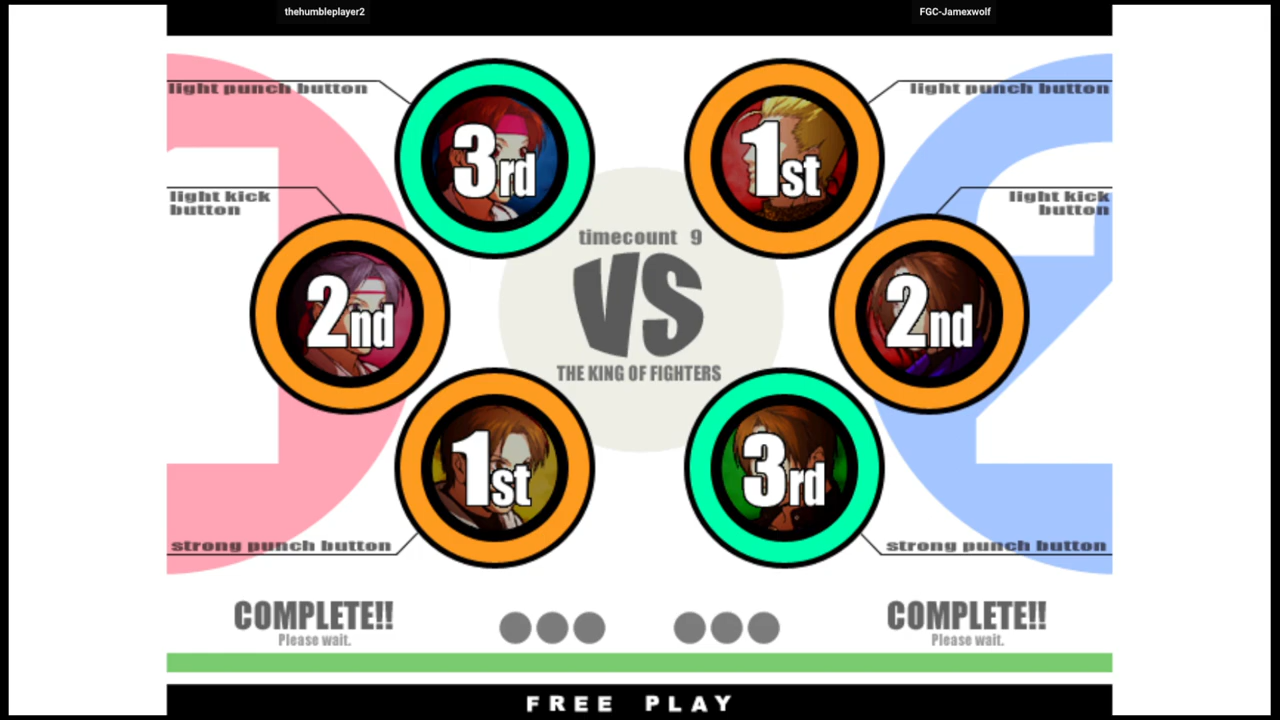 thehumbleplayer2
FGC-Jamexwolf
light punch button
light punch button
3rd
1st
light kick
button
light kick
button
timecount 9
VS
THE KING OF FIGHTERS
2nd
2nd
1st
3rd
strong punch button
strong punch button
COMPLETE!!
Please wait.
COMPLETE!!
Please wait.
FREE PLAY